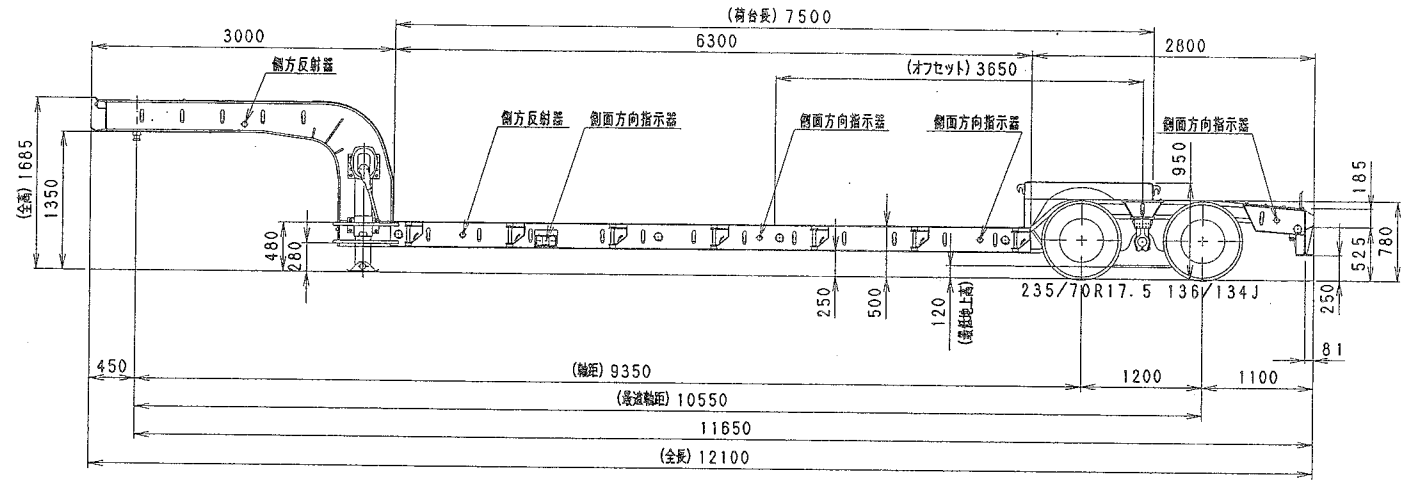 (荷台長) 7500
3000
6300
2800
(オフセット) 3650
側方反射器
側方反射器
側面方向指示器
側面方向指示器
側面方向指示器
側面方向指示器
(全高) 1685
1350
480
280
950
185
525
780
250
500
120
(最低地上高)
235/70R17.5 136/134J
250
81
450
(軸距) 9350
1200
1100
(最遠軸距) 10550
11650
(全長) 12100